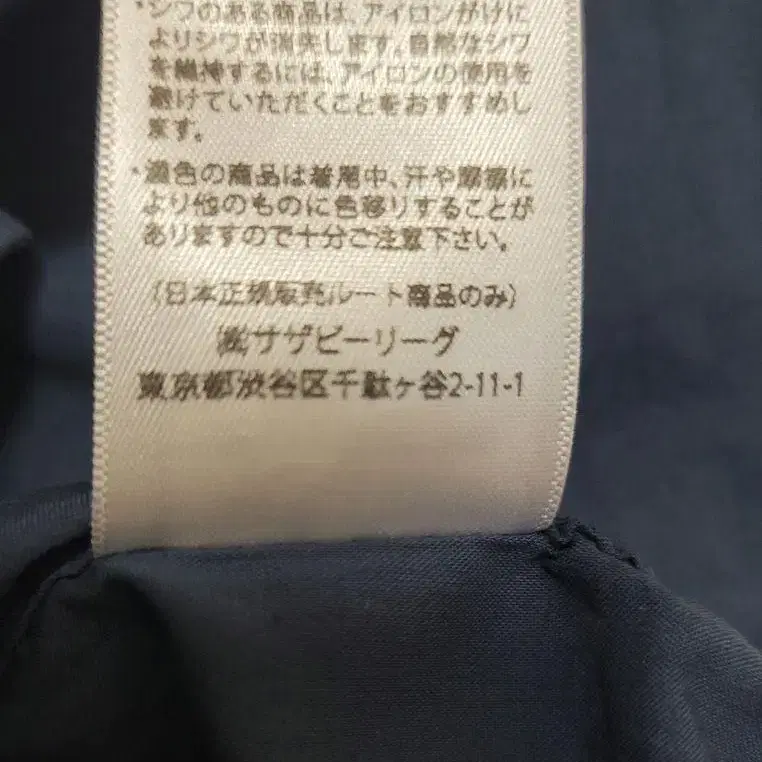 ・シワのある商品は、アイロンがけに
よりシワが消失します。自然なシワ
を維持するには、アイロンの使用を
避けていただくことをおすすめし
ます。
・濃色の商品は着用中、汗や摩擦に
より他のものに色移りすることが
ありますので十分ご注意下さい。
(日本正規販売ルート商品のみ)
㈱サザビーリーグ
東京都渋谷区千駄ヶ谷2-11-1